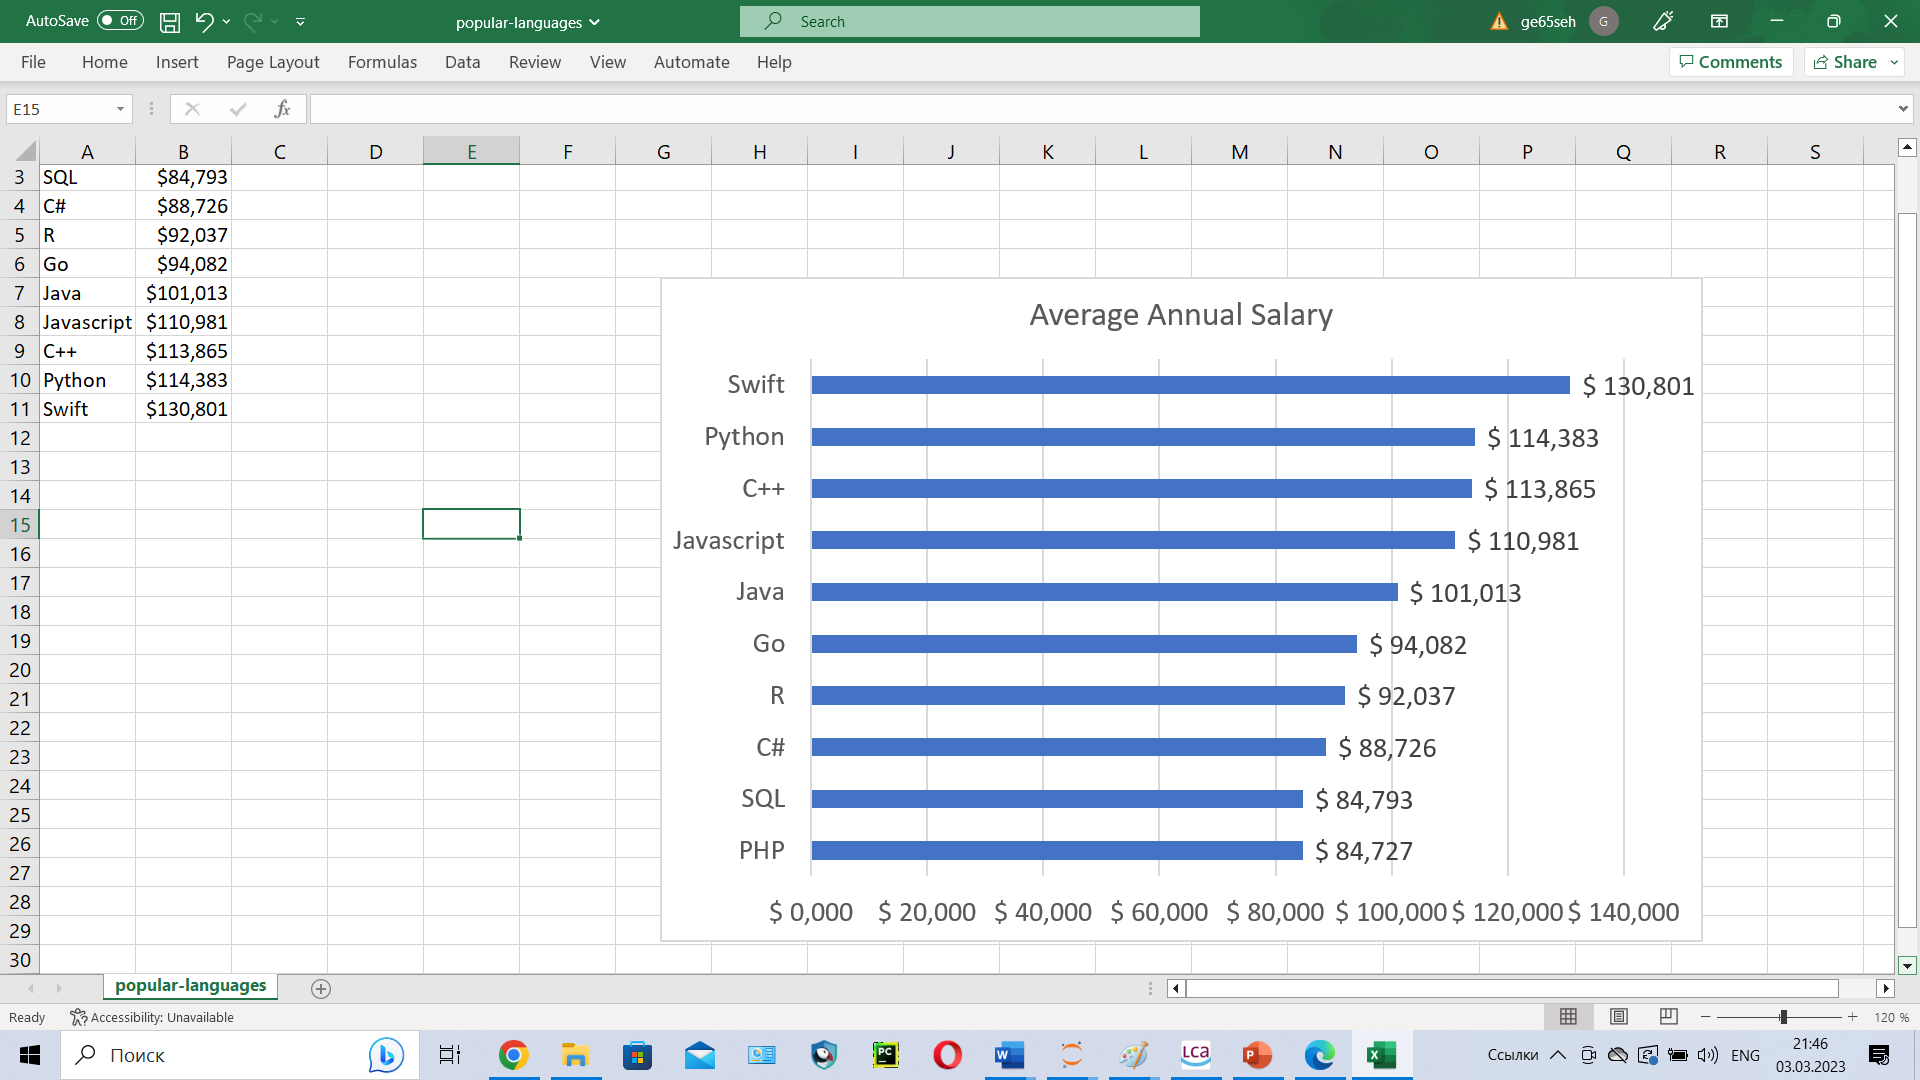 AutoSave Off popular-languages Search ge65seh G
File Home Insert Page Layout Formulas Data Review View Automate Help Comments Share
E15 fx
A B C D E F G H I J K L M N O P Q R S
3 SQL $84,793
4 C# $88,726
5 R $92,037
6 Go $94,082
7 Java $101,013
8 Javascript $110,981
9 C++ $113,865
10 Python $114,383
11 Swift $130,801
12
13
14
15
16
17
18
19
20
21
22
23
24
25
26
27
28
29
30
Average Annual Salary
Swift $ 130,801
Python $ 114,383
C++ $ 113,865
Javascript $ 110,981
Java $ 101,013
Go $ 94,082
R $ 92,037
C# $ 88,726
SQL $ 84,793
PHP $ 84,727
$ 0,000 $ 20,000 $ 40,000 $ 60,000 $ 80,000 $ 100,000 $ 120,000 $ 140,000
popular-languages
Ready Accessibility: Unavailable 120 %
Поиск PC W LCA P X Ссылки ENG 21:46
03.03.2023